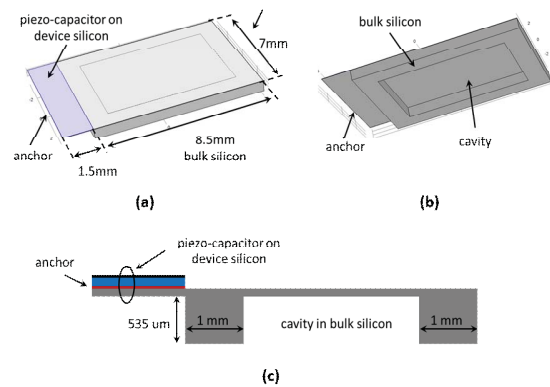 piezo-capacitor on
device silicon
7mm
anchor
1.5mm
8.5mm
bulk silicon
(a)
bulk silicon
anchor
cavity
(b)
piezo-capacitor on
device silicon
anchor
535 um
1 mm
cavity in bulk silicon
1 mm
(c)